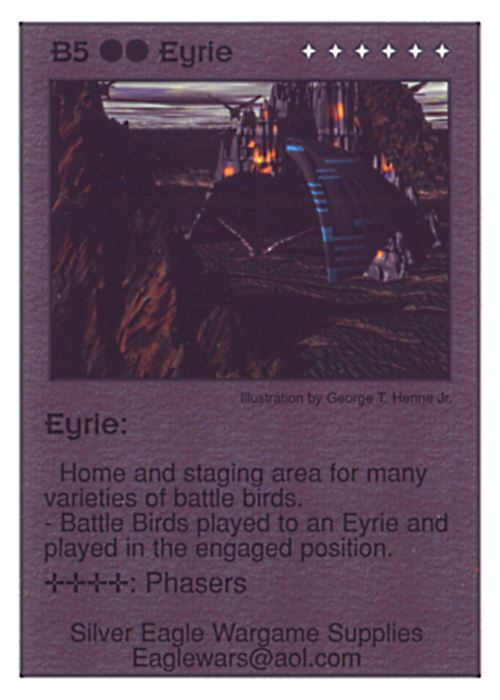 B5 ●● Eyrie ✦ ✦ ✦ ✦ ✦ ✦
Illustration by George T. Henne Jr.
Eyrie:
Home and staging area for many
varieties of battle birds.
- Battle Birds played to an Eyrie and
played in the engaged position.
✢✢✢✢: Phasers
Silver Eagle Wargame Supplies
Eaglewars@aol.com